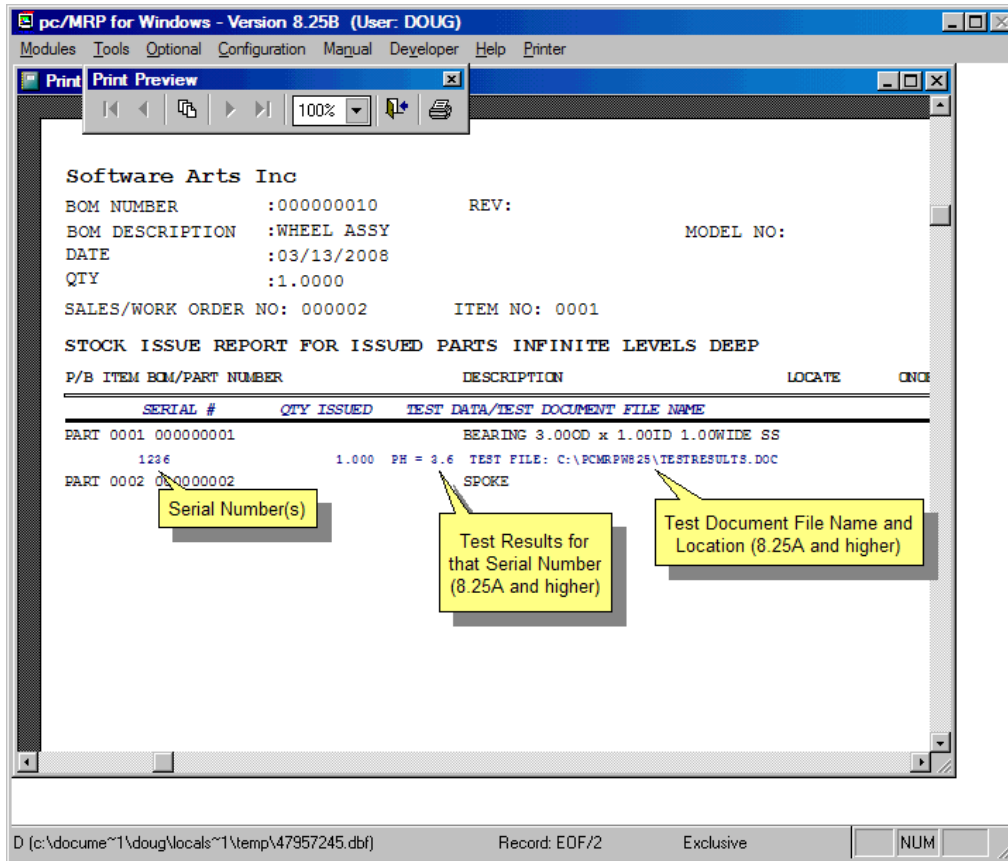 pc/MRP for Windows - Version 8.25B (User: DOUG)
Modules Tools Optional Configuration Manual Developer Help Printer
Print Print Preview
100%
Software Arts Inc
BOM NUMBER :000000010 REV:
BOM DESCRIPTION :WHEEL ASSY MODEL NO:
DATE :03/13/2008
QTY :1.0000
SALES/WORK ORDER NO: 000002 ITEM NO: 0001
STOCK ISSUE REPORT FOR ISSUED PARTS INFINITE LEVELS DEEP
P/B ITEM BOM/PART NUMBER DESCRIPTION LOCATE
SERIAL # QTY ISSUED TEST DATA/TEST DOCUMENT FILE NAME
PART 0001 000000001 BEARING 3.00OD x 1.00ID 1.00WIDE SS
1236 1.000 PH = 3.6 TEST FILE: C:\PCMRPW825\TESTRESULTS.DOC
PART 0002 000000002 SPOKE
Serial Number(s)
Test Results for
that Serial Number
(8.25A and higher)
Test Document File Name and
Location (8.25A and higher)
D (c:\docume~1\doug\locals~1\temp\47957245.dbf) Record: EOF/2 Exclusive NUM